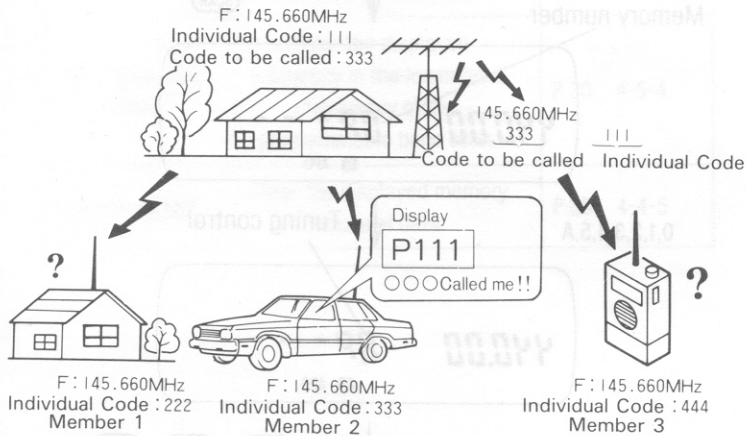 F:145.660MHz
Individual Code:111
Code to be called:333
145.660MHz
333 111
Code to be called Individual Code
Display
P111
○○○Called me!!
?
?
F:145.660MHz
Individual Code:222
Member 1
F:145.660MHz
Individual Code:333
Member 2
F:145.660MHz
Individual Code:444
Member 3